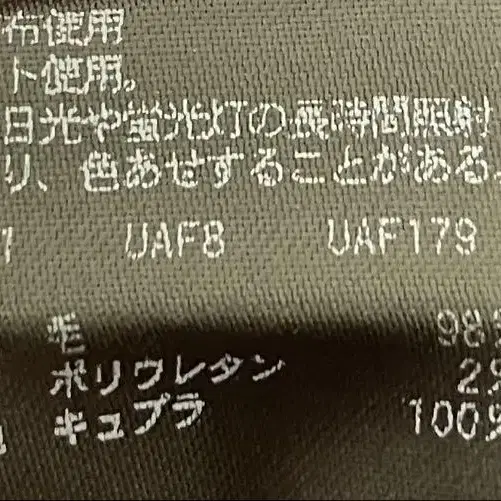 布使用
ト使用。
日光や蛍光灯の長時間照射
り、色あせすることがある。
UAF8 UAF179
毛 98%
ポリウレタン 2%
キュプラ 100%